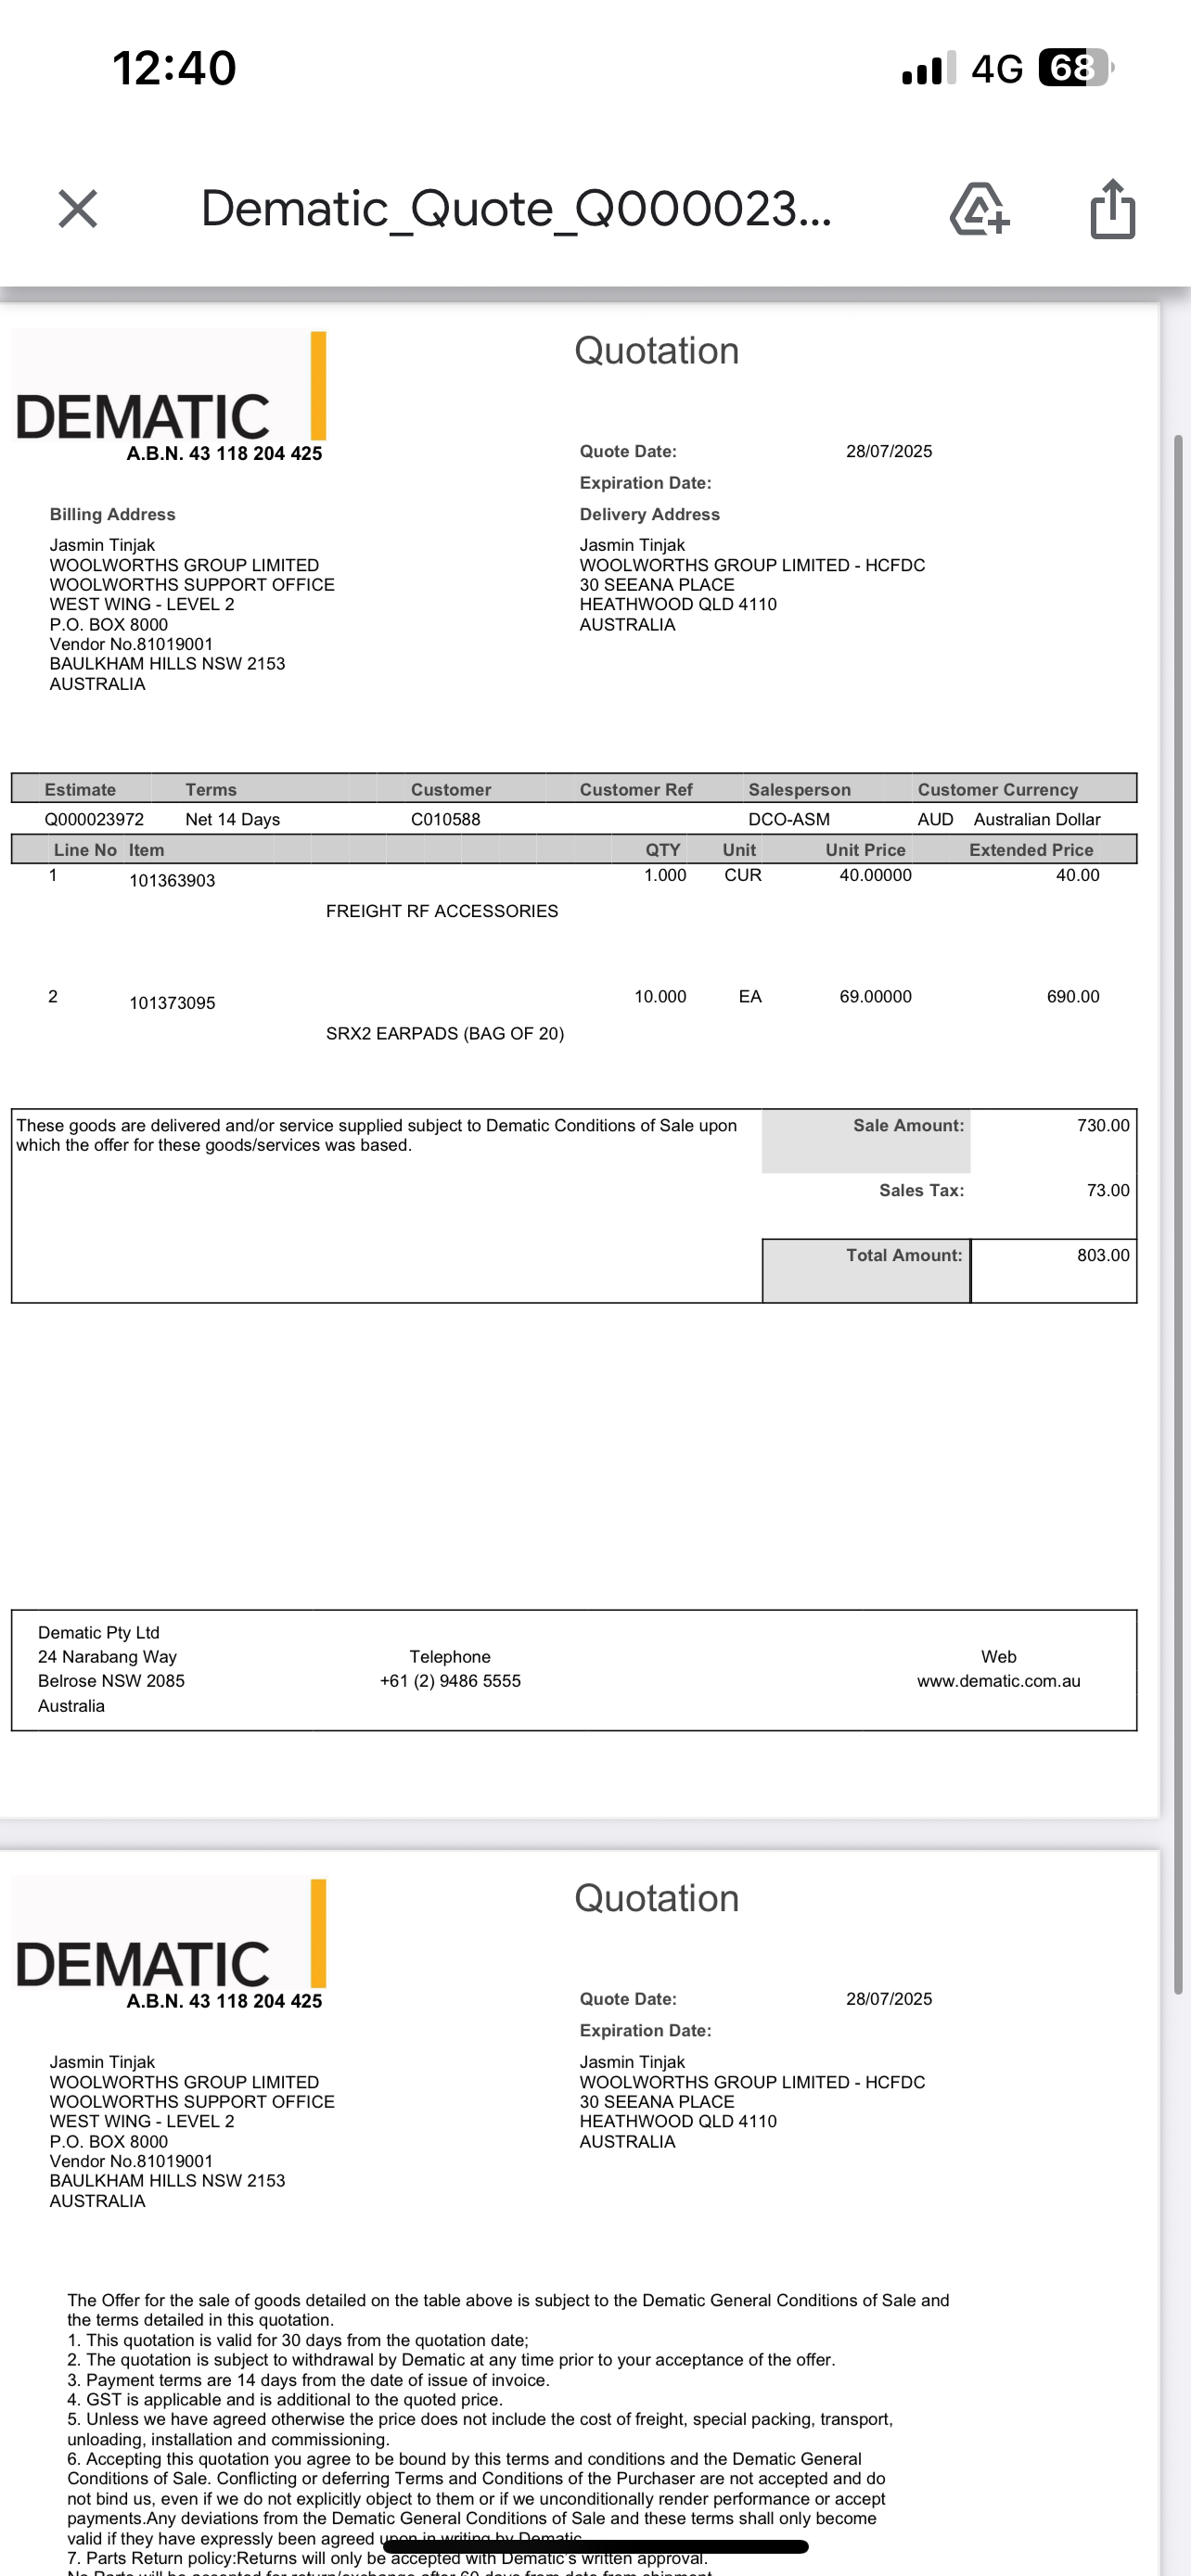 12:40
4G 68
Dematic_Quote_Q000023...
DEMATIC
A.B.N. 43 118 204 425
Quotation
Quote Date: 28/07/2025
Expiration Date:
Billing Address
Jasmin Tinjak
WOOLWORTHS GROUP LIMITED
WOOLWORTHS SUPPORT OFFICE
WEST WING - LEVEL 2
P.O. BOX 8000
Vendor No.81019001
BAULKHAM HILLS NSW 2153
AUSTRALIA
Delivery Address
Jasmin Tinjak
WOOLWORTHS GROUP LIMITED - HCFDC
30 SEEANA PLACE
HEATHWOOD QLD 4110
AUSTRALIA
Estimate Terms Customer Customer Ref Salesperson Customer Currency
Q000023972 Net 14 Days C010588 DCO-ASM AUD Australian Dollar
Line No Item QTY Unit Unit Price Extended Price
1 101363903 1.000 CUR 40.00000 40.00
FREIGHT RF ACCESSORIES
2 101373095 10.000 EA 69.00000 690.00
SRX2 EARPADS (BAG OF 20)
These goods are delivered and/or service supplied subject to Dematic Conditions of Sale upon
which the offer for these goods/services was based.
Sale Amount: 730.00
Sales Tax: 73.00
Total Amount: 803.00
Dematic Pty Ltd
24 Narabang Way
Belrose NSW 2085
Australia
Telephone
+61 (2) 9486 5555
Web
www.dematic.com.au
DEMATIC
A.B.N. 43 118 204 425
Quotation
Quote Date: 28/07/2025
Expiration Date:
Jasmin Tinjak
WOOLWORTHS GROUP LIMITED
WOOLWORTHS SUPPORT OFFICE
WEST WING - LEVEL 2
P.O. BOX 8000
Vendor No.81019001
BAULKHAM HILLS NSW 2153
AUSTRALIA
Jasmin Tinjak
WOOLWORTHS GROUP LIMITED - HCFDC
30 SEEANA PLACE
HEATHWOOD QLD 4110
AUSTRALIA
The Offer for the sale of goods detailed on the table above is subject to the Dematic General Conditions of Sale and
the terms detailed in this quotation.
1. This quotation is valid for 30 days from the quotation date;
2. The quotation is subject to withdrawal by Dematic at any time prior to your acceptance of the offer.
3. Payment terms are 14 days from the date of issue of invoice.
4. GST is applicable and is additional to the quoted price.
5. Unless we have agreed otherwise the price does not include the cost of freight, special packing, transport,
unloading, installation and commissioning.
6. Accepting this quotation you agree to be bound by this terms and conditions and the Dematic General
Conditions of Sale. Conflicting or deferring Terms and Conditions of the Purchaser are not accepted and do
not bind us, even if we do not explicitly object to them or if we unconditionally render performance or accept
payments.Any deviations from the Dematic General Conditions of Sale and these terms shall only become
valid if they have expressly been agreed upon in writing by Dematic
7. Parts Return policy:Returns will only be accepted with Dematic's written approval.